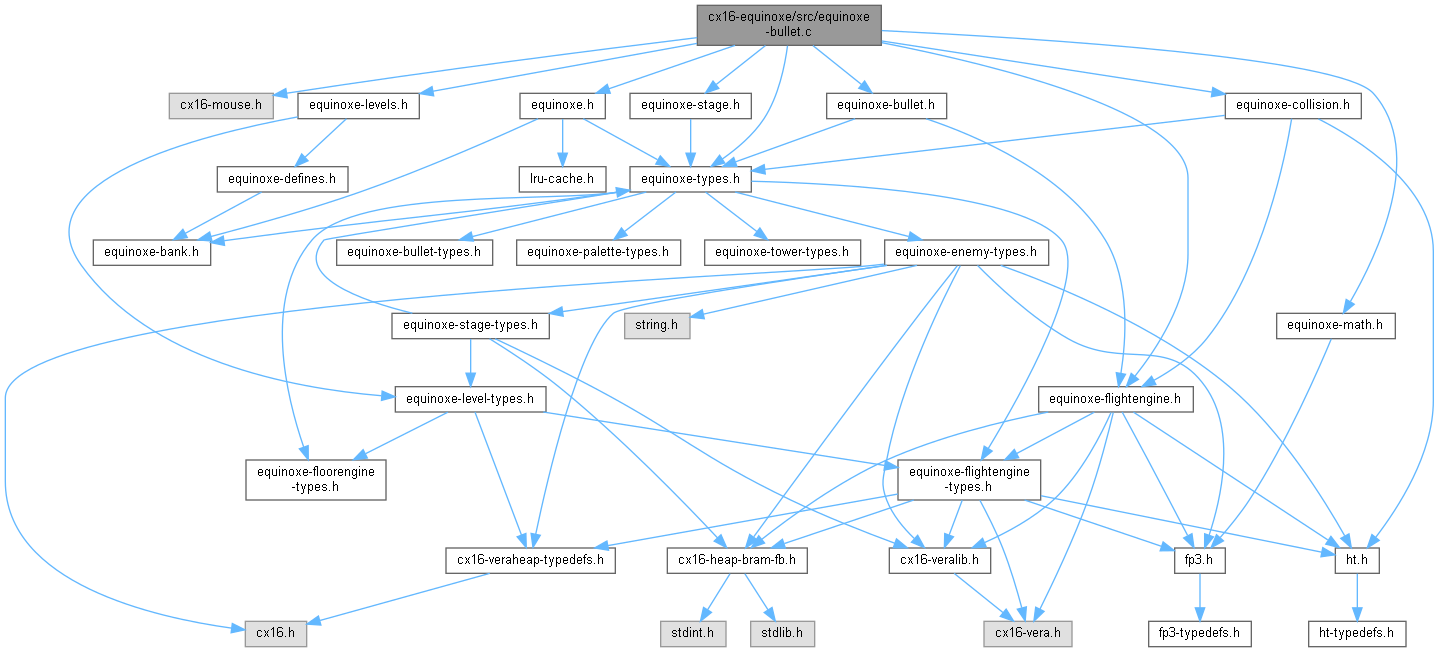 cx16-equinoxe/src/equinoxe
-bullet.c
cx16-mouse.h
equinoxe-levels.h
equinoxe.h
equinoxe-stage.h
equinoxe-bullet.h
equinoxe-collision.h
equinoxe-defines.h
lru-cache.h
equinoxe-types.h
equinoxe-bank.h
equinoxe-bullet-types.h
equinoxe-palette-types.h
equinoxe-tower-types.h
equinoxe-enemy-types.h
equinoxe-stage-types.h
string.h
equinoxe-math.h
equinoxe-level-types.h
equinoxe-flightengine.h
equinoxe-floorengine
-types.h
equinoxe-flightengine
-types.h
cx16-veraheap-typedefs.h
cx16-heap-bram-fb.h
cx16-veralib.h
fp3.h
ht.h
cx16.h
stdint.h
stdlib.h
cx16-vera.h
fp3-typedefs.h
ht-typedefs.h